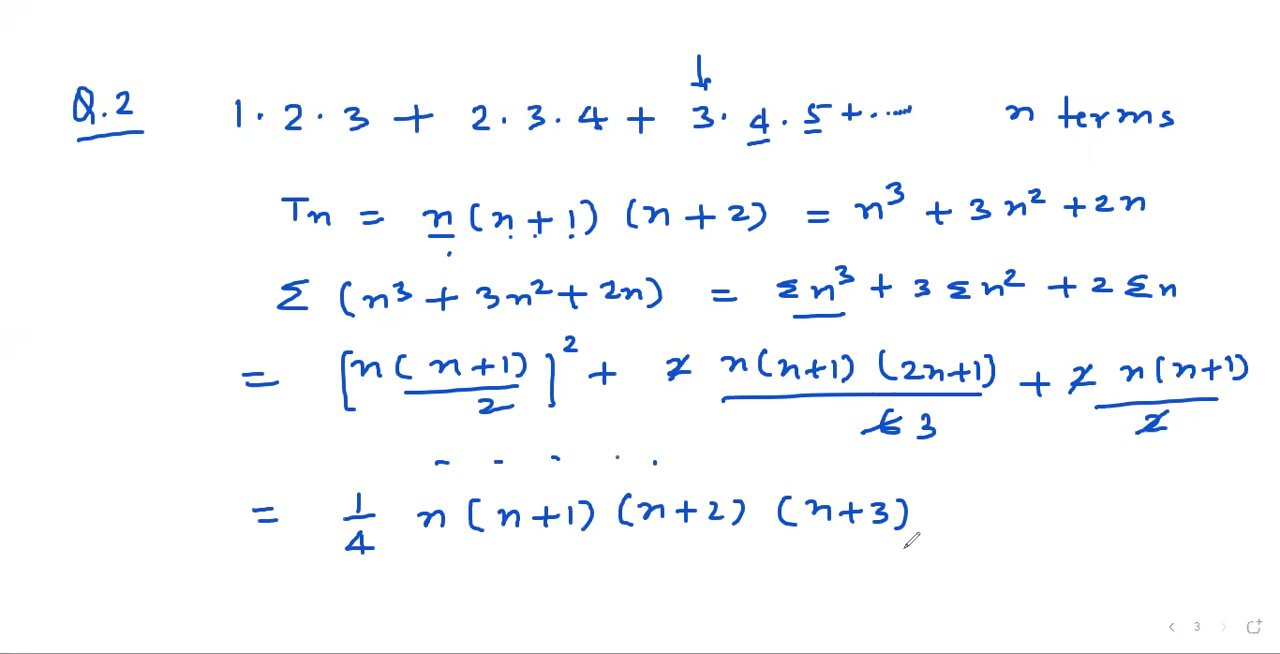 Q.2 1·2·3 + 2·3·4 + 3·4·5 + ...... n terms
Tn = n(n+1)(n+2) = n³ + 3n² + 2n
Σ(n³ + 3n² + 2n) = Σn³ + 3Σn² + 2Σn
= [n(n+1)/2]² + 2 n(n+1)(2n+1)/6 3 + 2 n(n+1)/2
= 1/4 n(n+1)(n+2)(n+3)
< 3 >